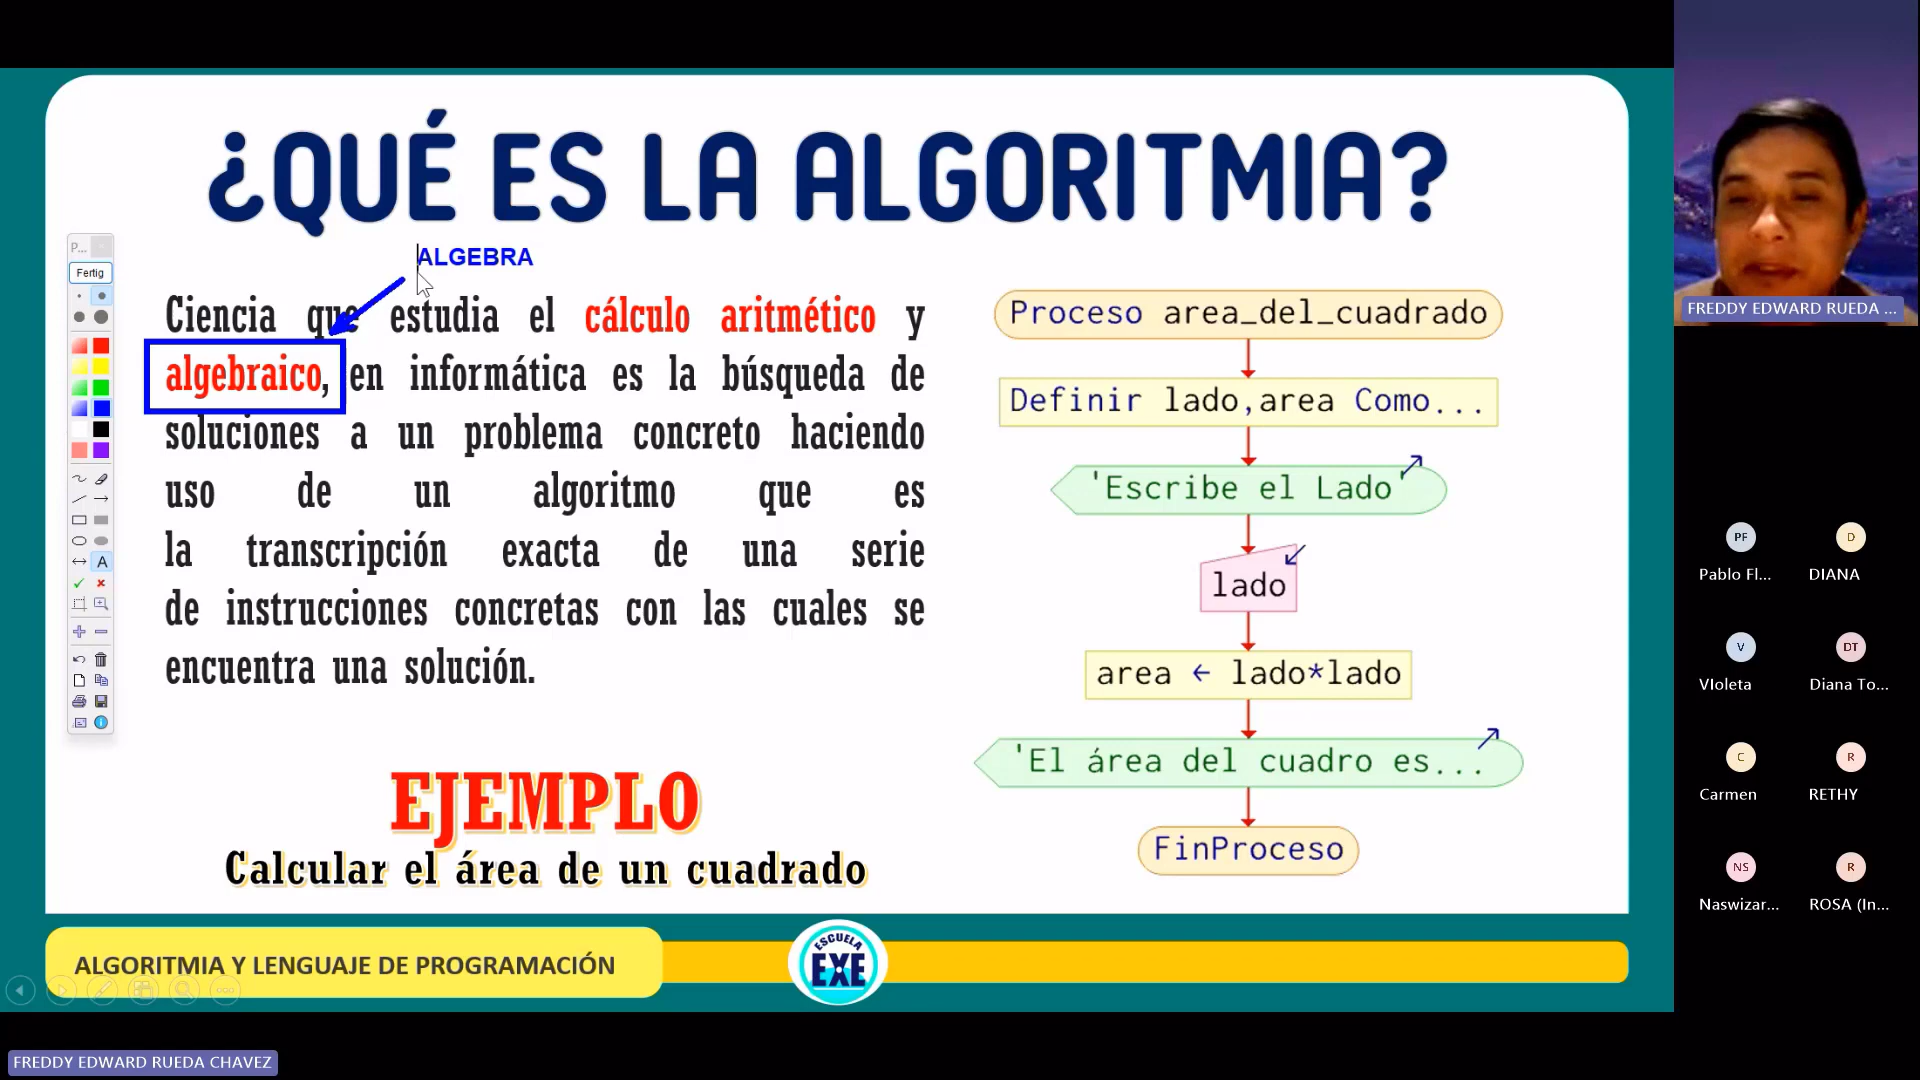 ¿QUÉ ES LA ALGORITMIA?
ALGEBRA
P...
Fertig
A
Ciencia que estudia el cálculo aritmético y
algebraico, en informática es la búsqueda de
soluciones a un problema concreto haciendo
uso de un algoritmo que es
la transcripción exacta de una serie
de instrucciones concretas con las cuales se
encuentra una solución.
EJEMPLO
Calcular el área de un cuadrado
Proceso area_del_cuadrado
Definir lado,area Como...
'Escribe el Lado'
lado
area ← lado*lado
'El área del cuadro es...
FinProceso
ALGORITMIA Y LENGUAJE DE PROGRAMACIÓN
ESCUELA
EXE
FREDDY EDWARD RUEDA CHAVEZ
FREDDY EDWARD RUEDA ...
PF
Pablo Fl...
D
DIANA
V
VIoleta
DT
Diana To...
C
Carmen
R
RETHY
NS
Naswizar...
R
ROSA (In...